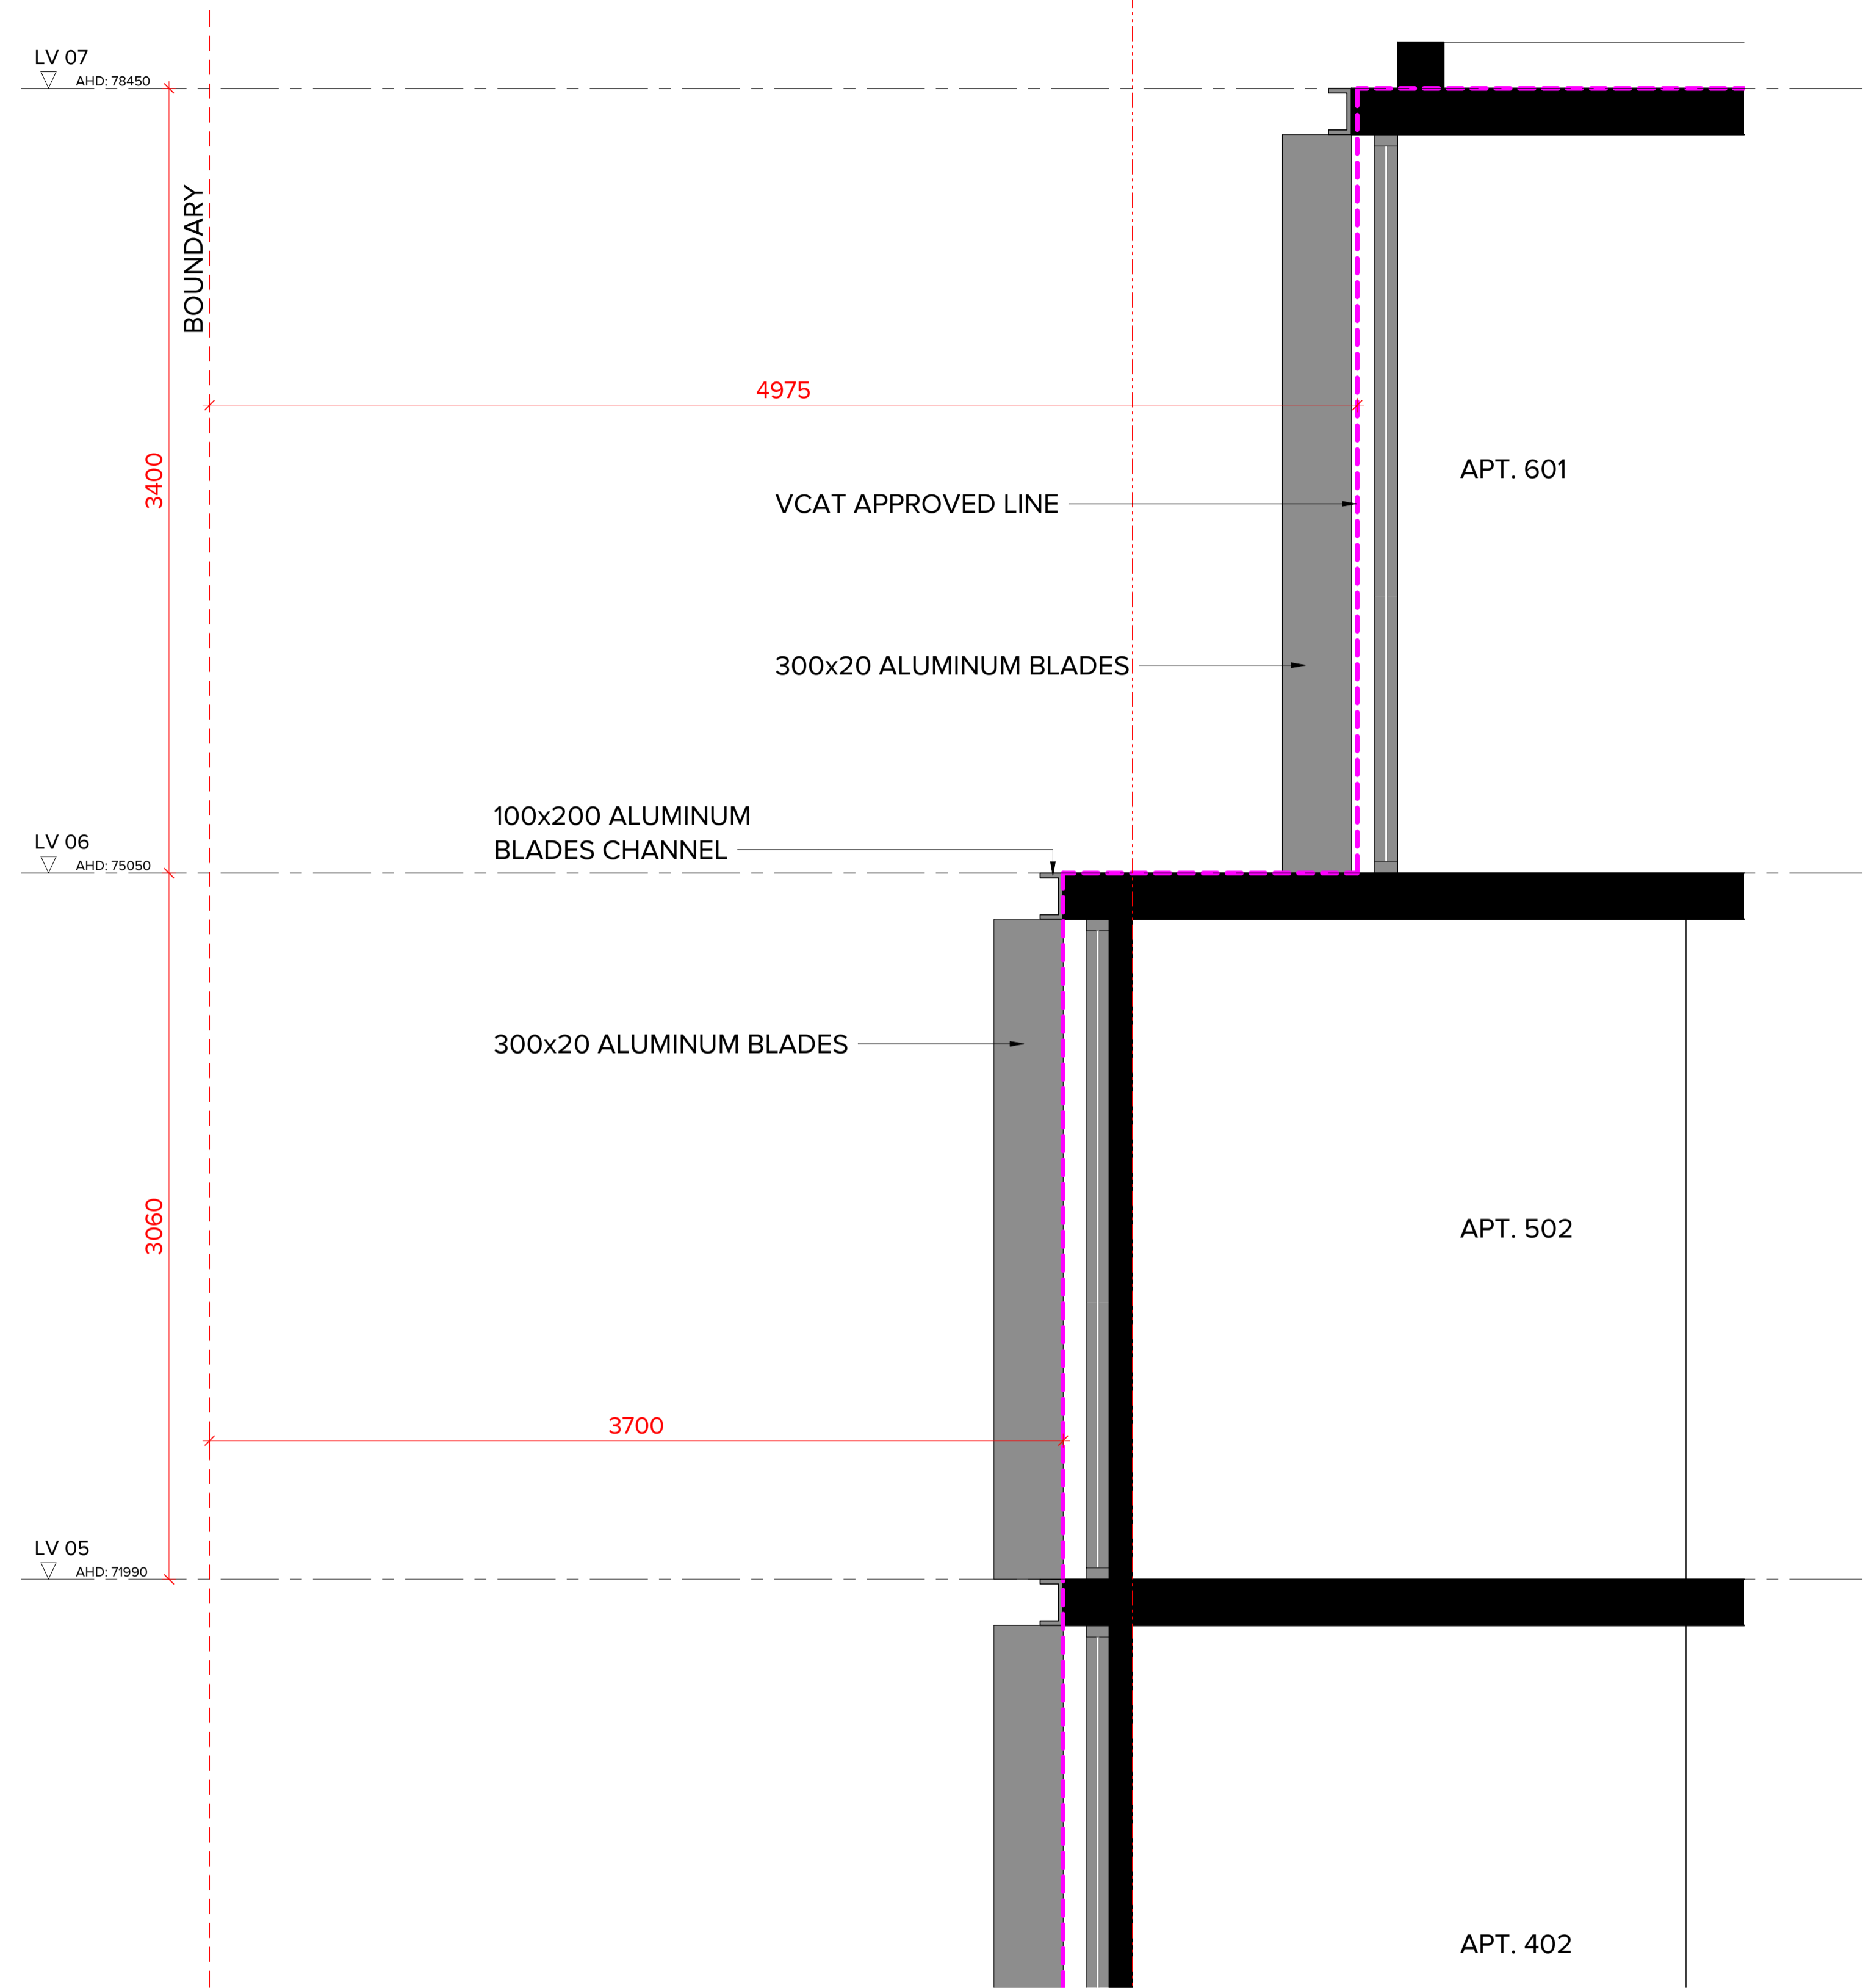 LV 07
AHD: 78450
BOUNDARY
4975
3400
APT. 601
VCAT APPROVED LINE
300x20 ALUMINUM BLADES
100x200 ALUMINUM
BLADES CHANNEL
LV 06
AHD: 75050
300x20 ALUMINUM BLADES
3060
APT. 502
3700
LV 05
AHD: 71990
APT. 402